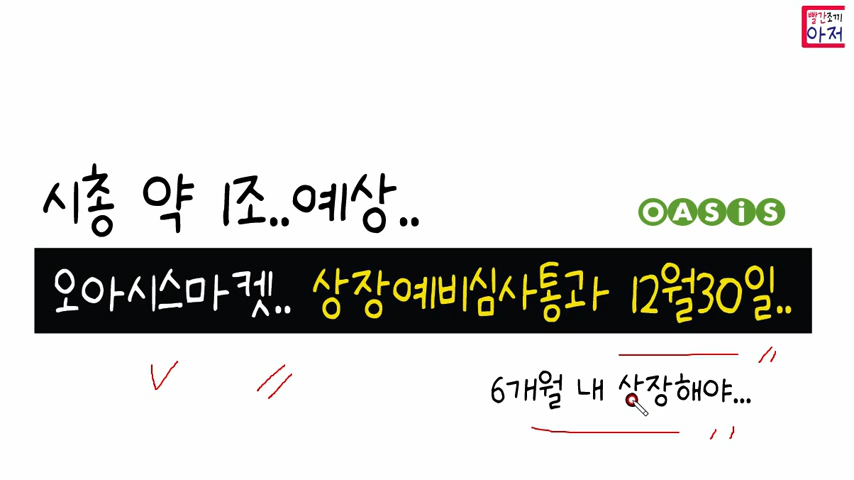 빨간조끼
아저
시총 약 1조..예상..
OASIS
오아시스마켓.. 상장예비심사통과 12월30일..
6개월 내 상장해야...